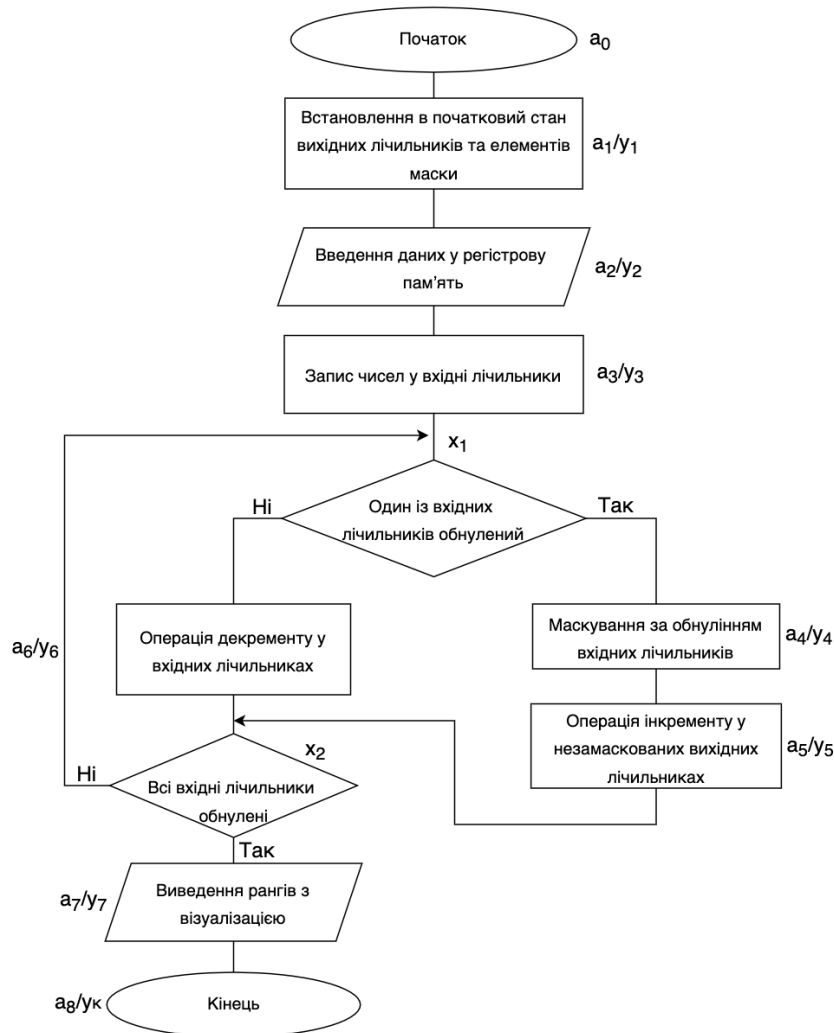 Початок
a0
Встановлення в початковий стан
вихідних лічильників та елементів
маски
a1/y1
Введення даних у регістрову
пам'ять
a2/y2
Запис чисел у вхідні лічильники
a3/y3
x1
Ні
Один із вхідних
лічильників обнулений
Так
a6/y6
Операція декременту у
вхідних лічильниках
Маскування за обнулінням
вхідних лічильників
a4/y4
Операція інкременту у
незамаскованих вихідних
лічильниках
a5/y5
x2
Ні
Всі вхідні лічильники
обнулені
Так
a7/y7
Виведення рангів з
візуалізацією
a8/yк
Кінець